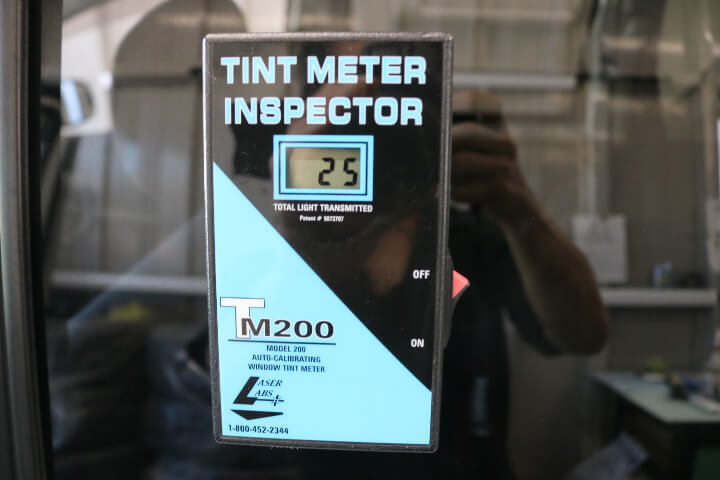 TINT METER
INSPECTOR
25
TOTAL LIGHT TRANSMITTED
Patent # 5073707
OFF
ON
TM200
MODEL 200
AUTO-CALIBRATING
WINDOW TINT METER
LASER
LABS
1-800-452-2344